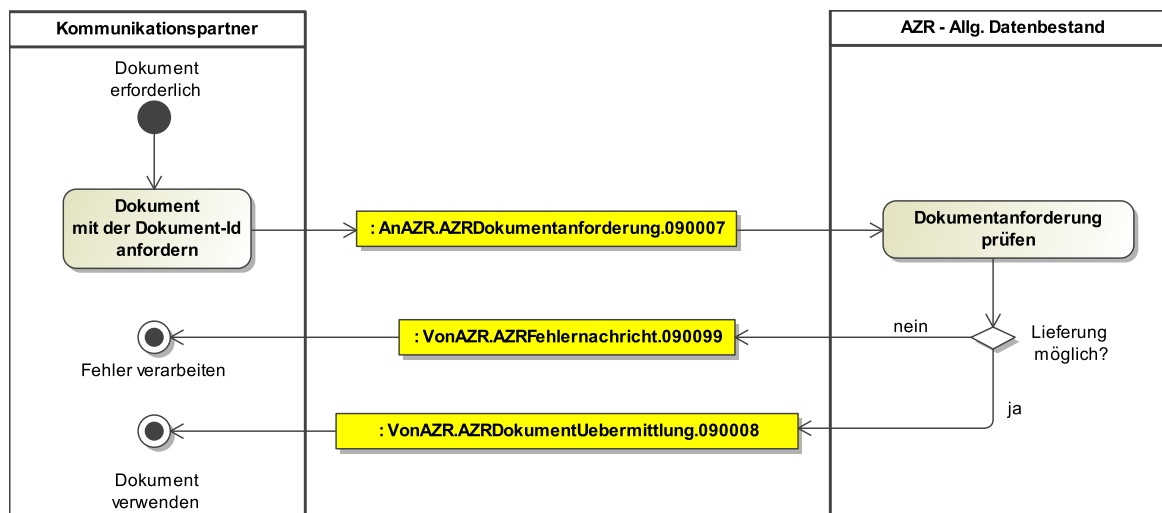 Kommunikationspartner
AZR - Allg. Datenbestand
Dokument
erforderlich
Dokument
mit der Dokument-Id
anfordern
: AnAZR.AZRDokumentanforderung.090007
Dokumentanforderung
prüfen
nein
Lieferung
möglich?
: VonAZR.AZRFehlernachricht.090099
Fehler verarbeiten
ja
: VonAZR.AZRDokumentUebermittlung.090008
Dokument
verwenden